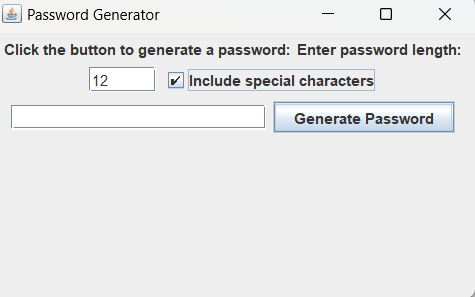 Password Generator
Click the button to generate a password: Enter password length:
12 Include special characters
Generate Password